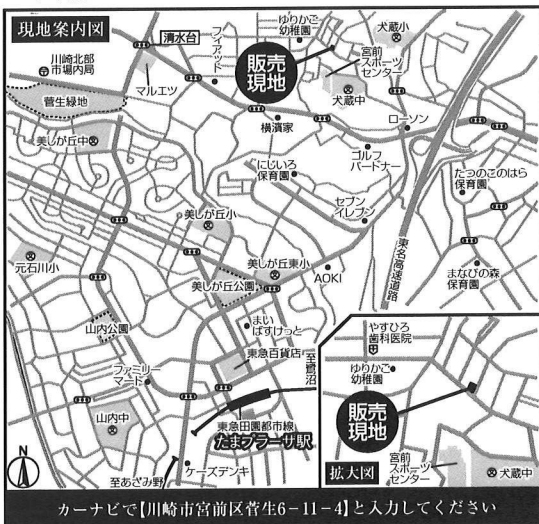 現地案内図
清水台
フィアット
ゆりかご
幼稚園
犬蔵小
川崎北部
市場内局
販売
現地
宮前
スポーツ
センター
マルエツ
犬蔵中
菅生緑地
横濱家
ローソン
美しが丘中
ゴルフ
パートナー
にじいろ
保育園
たつのこのはら
保育園
セブン
イレブン
美しが丘小
東名高速道路
元石川小
美しが丘東小
AOKI
まなびの森
保育園
美しが丘公園
山内公園
まい
ばすけっと
至鷺沼
東急百貨店
ファミリー
マート
山内中
東急田園都市線
たまプラーザ駅
ケーズデンキ
至あざみ野
N
やすひろ
歯科医院
ゆりかご
幼稚園
販売
現地
宮前
スポーツ
センター
拡大図
犬蔵中
カーナビで【川崎市宮前区菅生6-11-4】と入力してください